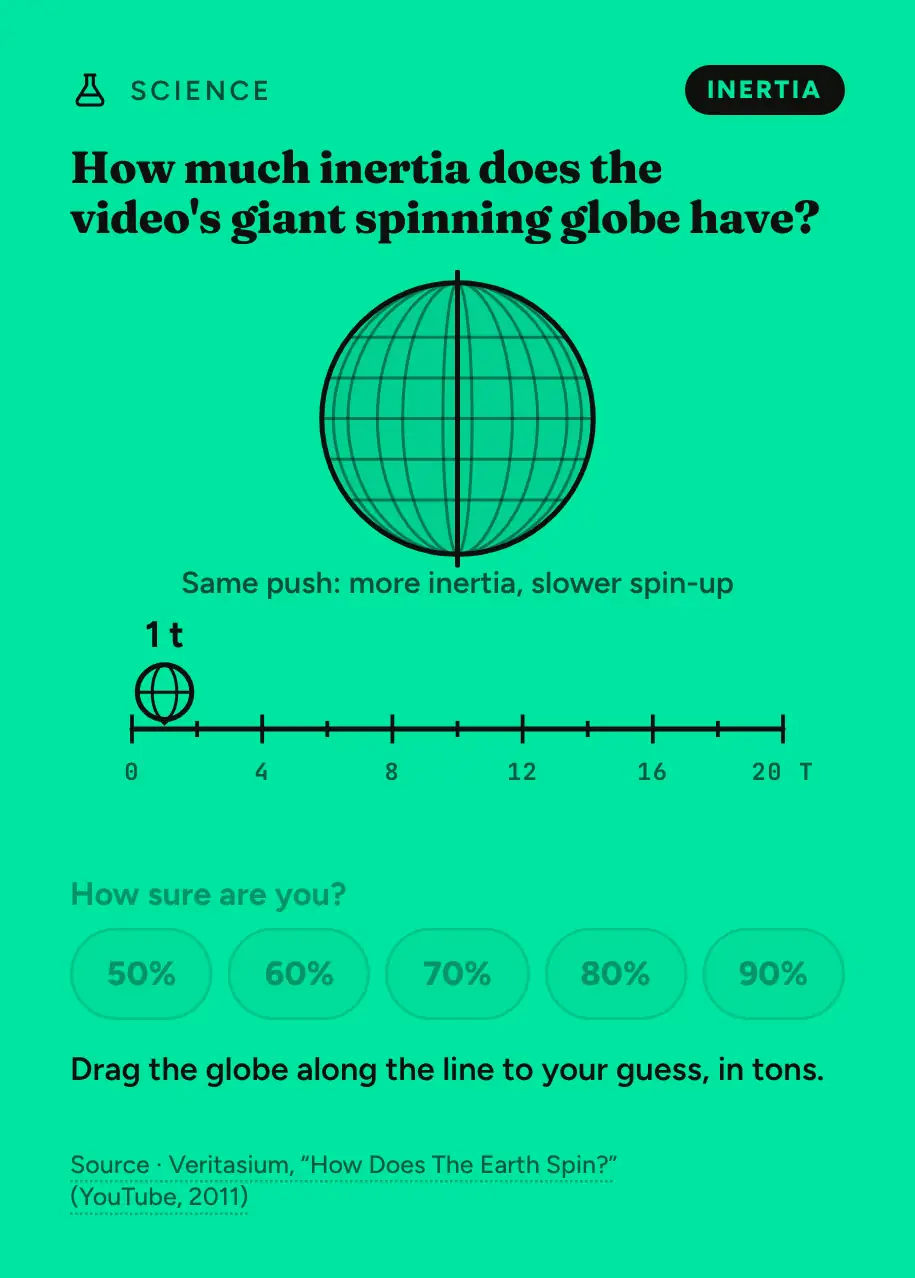 SCIENCE
INERTIA
How much inertia does the
video's giant spinning globe have?
Same push: more inertia, slower spin-up
1 t
0 4 8 12 16 20 T
How sure are you?
50% 60% 70% 80% 90%
Drag the globe along the line to your guess, in tons.
Source · Veritasium, “How Does The Earth Spin?”
(YouTube, 2011)